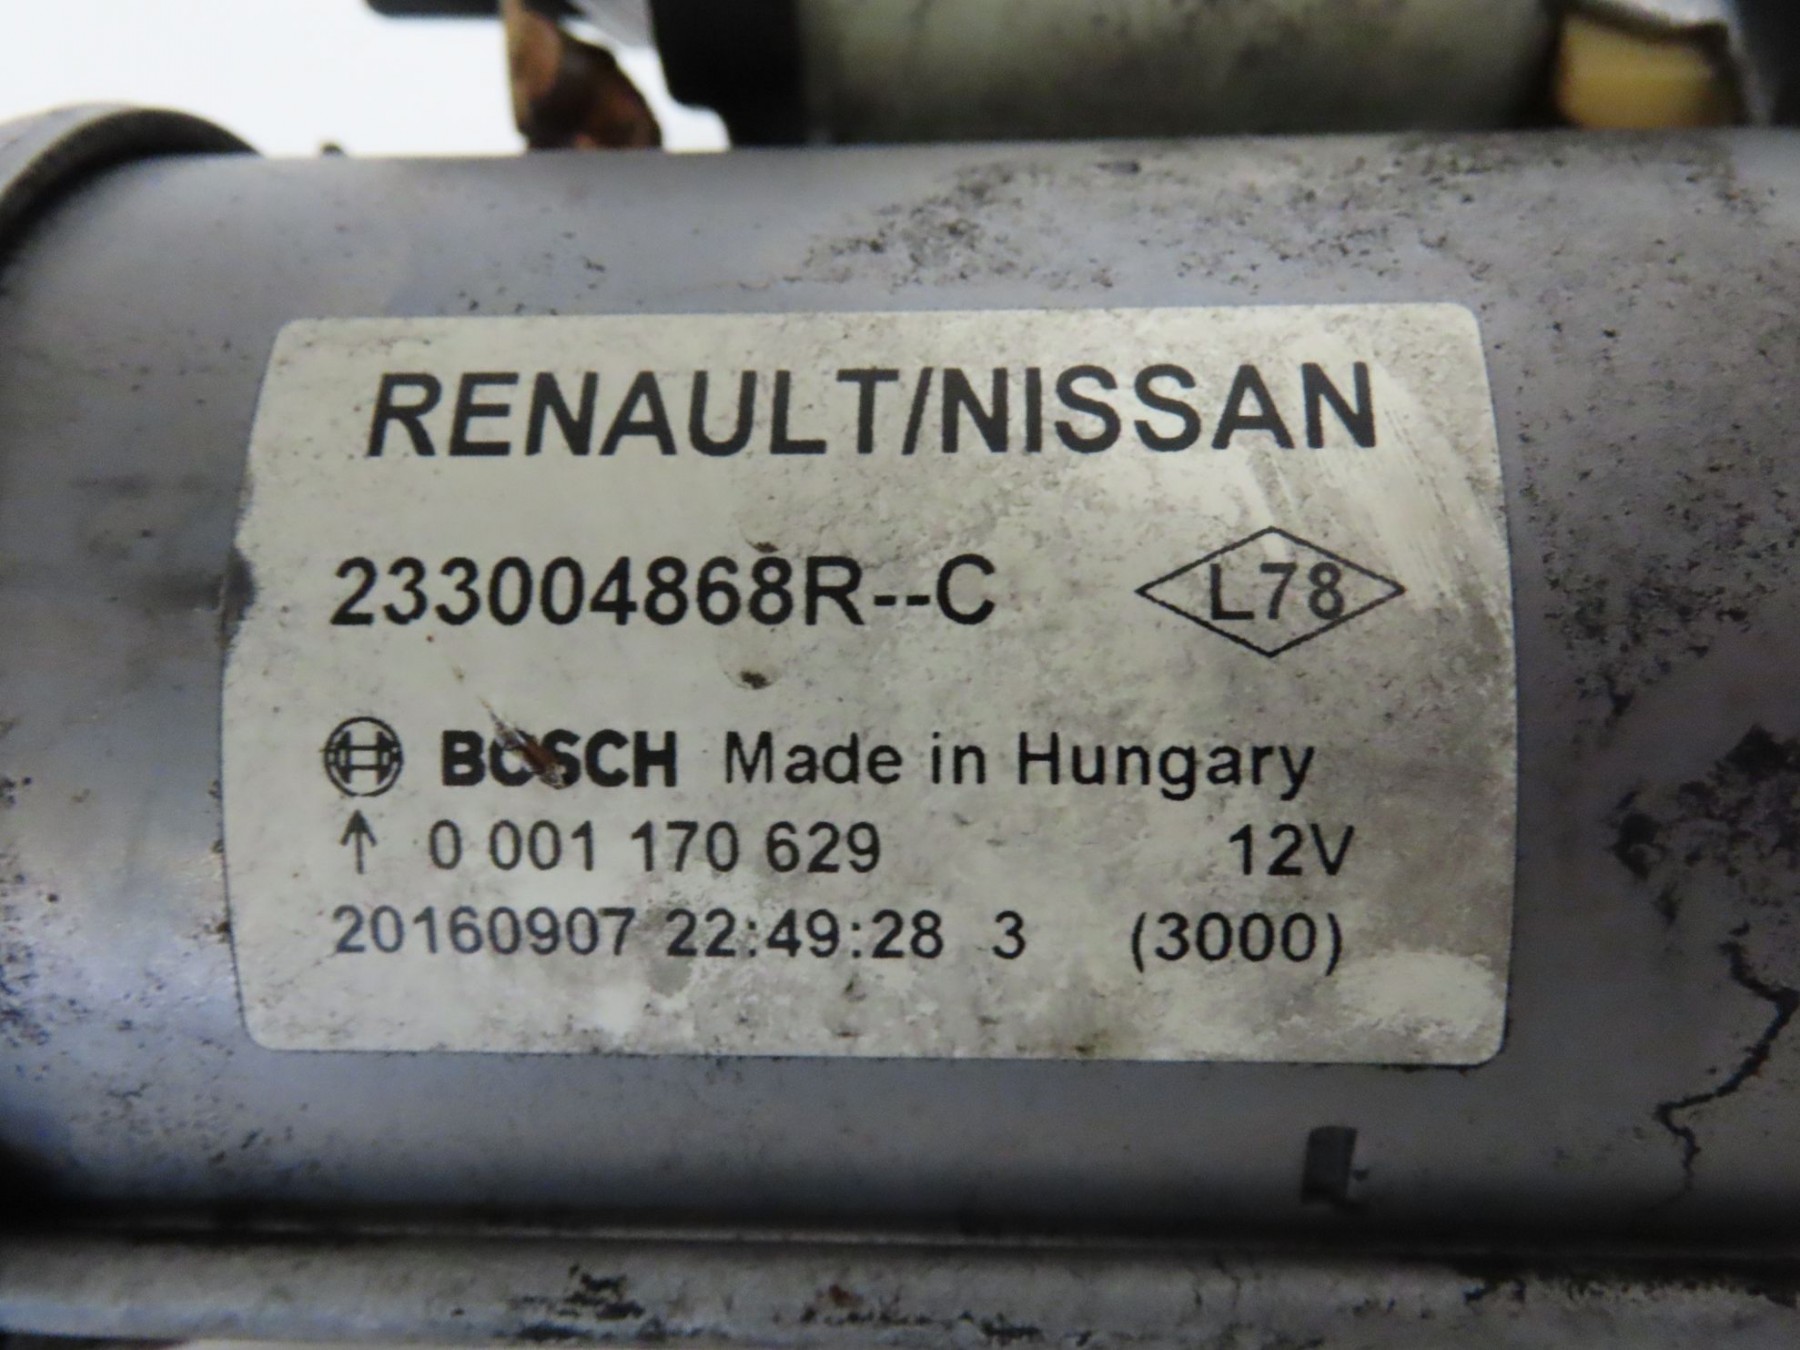 RENAULT/NISSAN
233004868R--C L78
BOSCH Made in Hungary
↑ 0 001 170 629 12V
20160907 22:49:28 3 (3000)